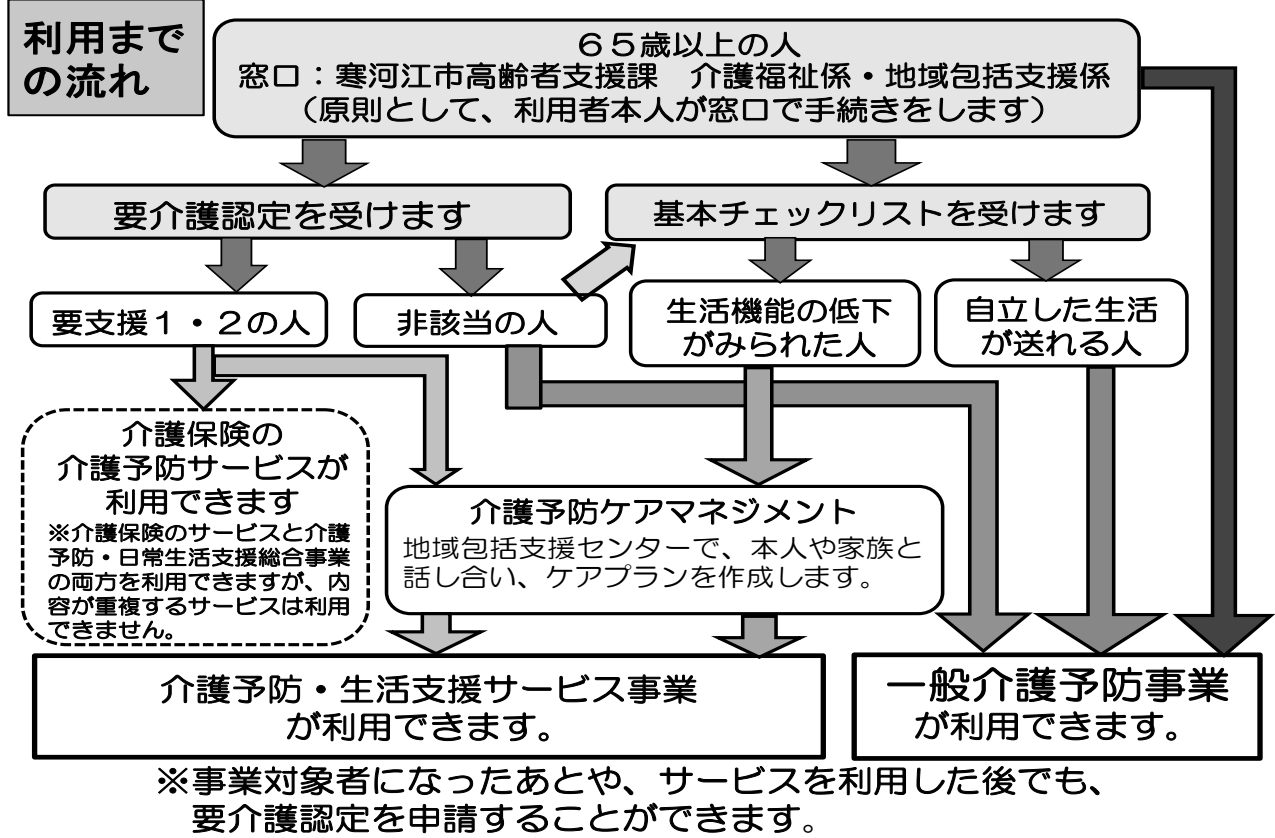 利用まで
の流れ
６５歳以上の人
窓口：寒河江市高齢者支援課　介護福祉係・地域包括支援係
（原則として、利用者本人が窓口で手続きをします）
要介護認定を受けます
基本チェックリストを受けます
要支援１・２の人
非該当の人
生活機能の低下
がみられた人
自立した生活
が送れる人
介護保険の
介護予防サービスが
利用できます
※介護保険のサービスと介護
予防・日常生活支援総合事業
の両方を利用できますが、内
容が重複するサービスは利用
できません。
介護予防ケアマネジメント
地域包括支援センターで、本人や家族と
話し合い、ケアプランを作成します。
介護予防・生活支援サービス事業
が利用できます。
一般介護予防事業
が利用できます。
※事業対象者になったあとや、サービスを利用した後でも、
要介護認定を申請することができます。